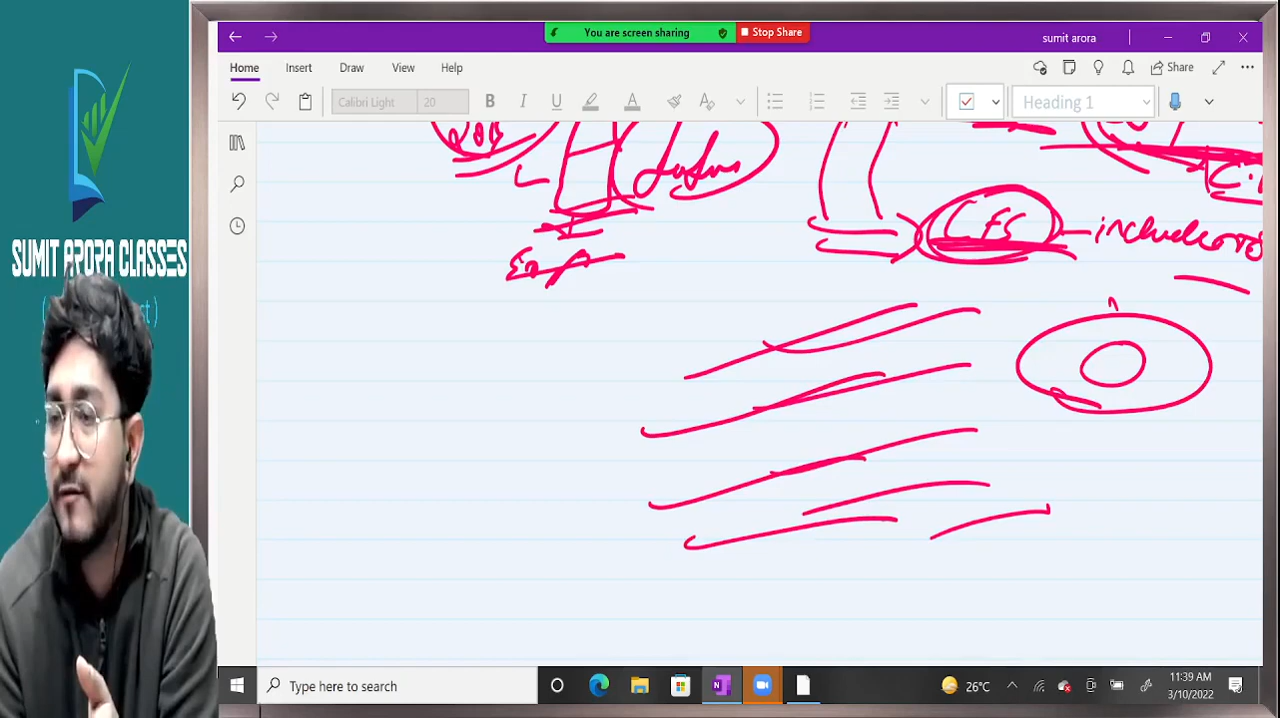 You are screen sharing
Stop Share
sumit arora
Home
Insert
Draw
View
Help
Share
Calibri Light
20
B
I
U
A
Heading 1
CFS
SUMIT ARORA CLASSES
Type here to search
26°C
11:39 AM
3/10/2022